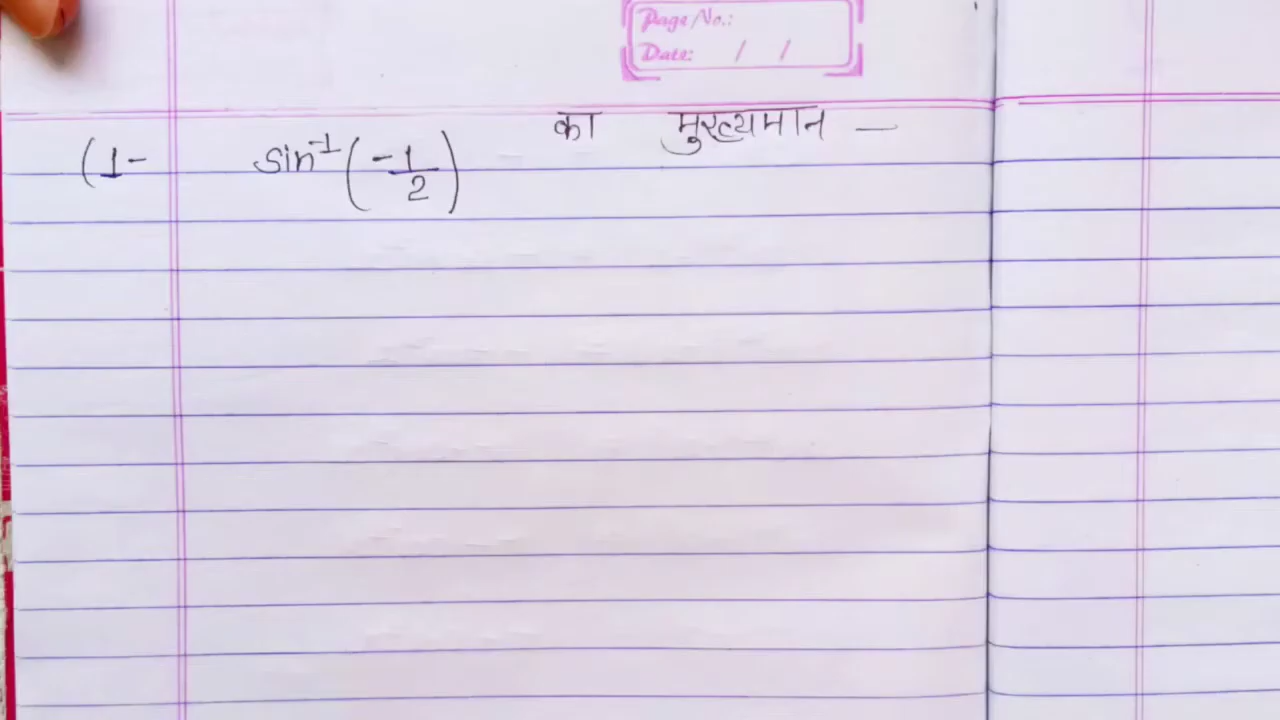 Page No.:
Date: / /
(1- sin⁻¹(-1/2) का मुख्यमान —